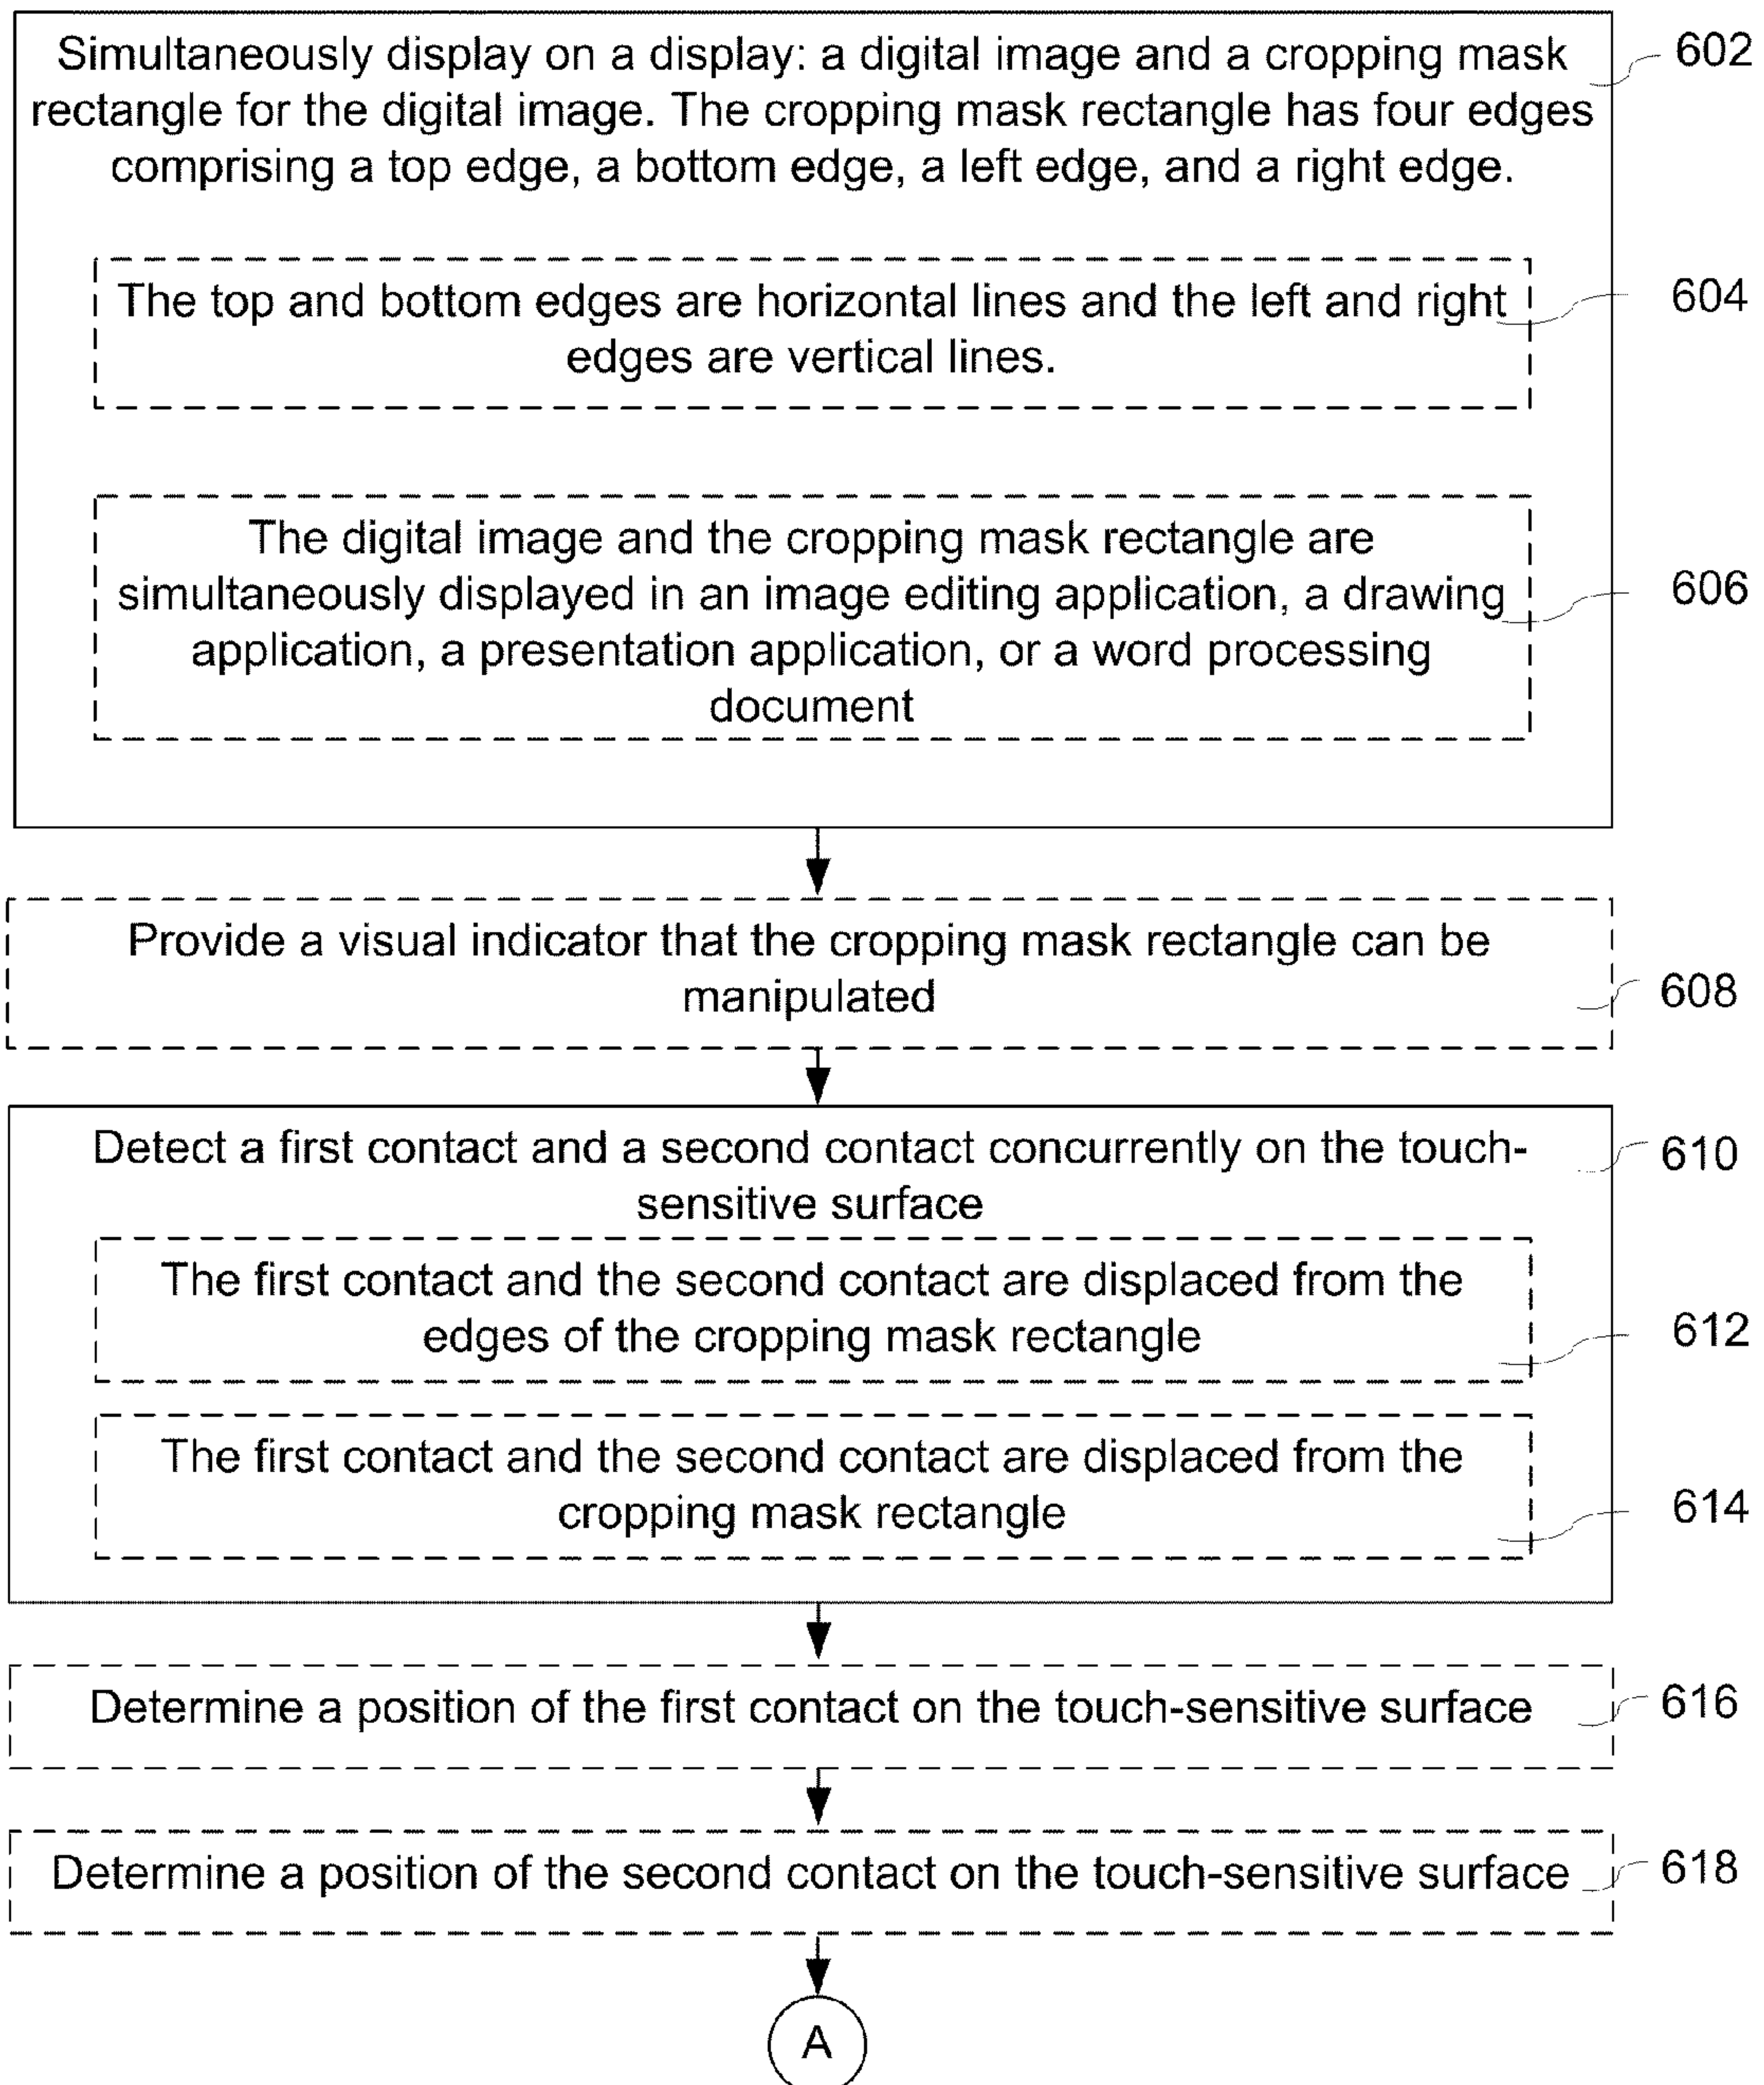 Simultaneously display on a display: a digital image and a cropping mask
rectangle for the digital image. The cropping mask rectangle has four edges
comprising a top edge, a bottom edge, a left edge, and a right edge.
602
The top and bottom edges are horizontal lines and the left and right
edges are vertical lines.
604
The digital image and the cropping mask rectangle are
simultaneously displayed in an image editing application, a drawing
application, a presentation application, or a word processing
document
606
Provide a visual indicator that the cropping mask rectangle can be
manipulated
608
Detect a first contact and a second contact concurrently on the touch-
sensitive surface
610
The first contact and the second contact are displaced from the
edges of the cropping mask rectangle
612
The first contact and the second contact are displaced from the
cropping mask rectangle
614
Determine a position of the first contact on the touch-sensitive surface
616
Determine a position of the second contact on the touch-sensitive surface
618
A